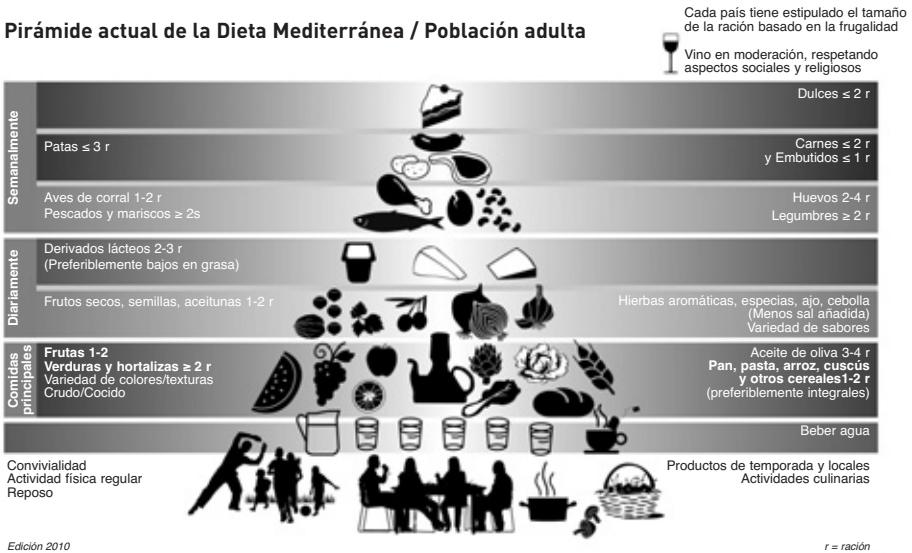 Pirámide actual de la Dieta Mediterránea / Población adulta
Cada país tiene estipulado el tamaño
de la ración basado en la frugalidad
Vino en moderación, respetando
aspectos sociales y religiosos
Semanalmente
Dulces ≤ 2 r
Patas ≤ 3 r
Carnes ≤ 2 r
y Embutidos ≤ 1 r
Aves de corral 1-2 r
Pescados y mariscos ≥ 2s
Huevos 2-4 r
Legumbres ≥ 2 r
Diariamente
Derivados lácteos 2-3 r
(Preferiblemente bajos en grasa)
Frutos secos, semillas, aceitunas 1-2 r
Hierbas aromáticas, especias, ajo, cebolla
(Menos sal añadida)
Variedad de sabores
Comidas
principales
Frutas 1-2
Verduras y hortalizas ≥ 2 r
Variedad de colores/texturas
Crudo/Cocido
Aceite de oliva 3-4 r
Pan, pasta, arroz, cuscús
y otros cereales1-2 r
(preferiblemente integrales)
Beber agua
Convivialidad
Actividad física regular
Reposo
Productos de temporada y locales
Actividades culinarias
Edición 2010
r = ración